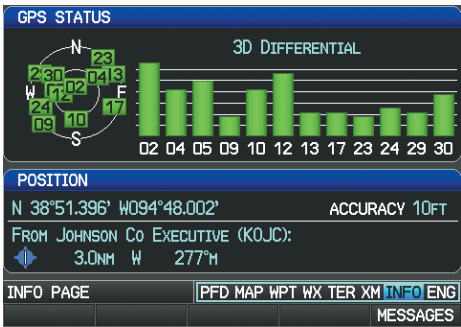 GPS STATUS
3D DIFFERENTIAL
N
23
2 30 04 13
W 12 02 E
24 17
09 10
S
02 04 05 09 10 12 13 17 23 24 29 30
POSITION
N 38°51.396' W094°48.002' ACCURACY 10FT
FROM JOHNSON CO EXECUTIVE (KOJC):
3.0NM W 277°M
INFO PAGE PFD MAP WPT WX TER XM INFO ENG
MESSAGES